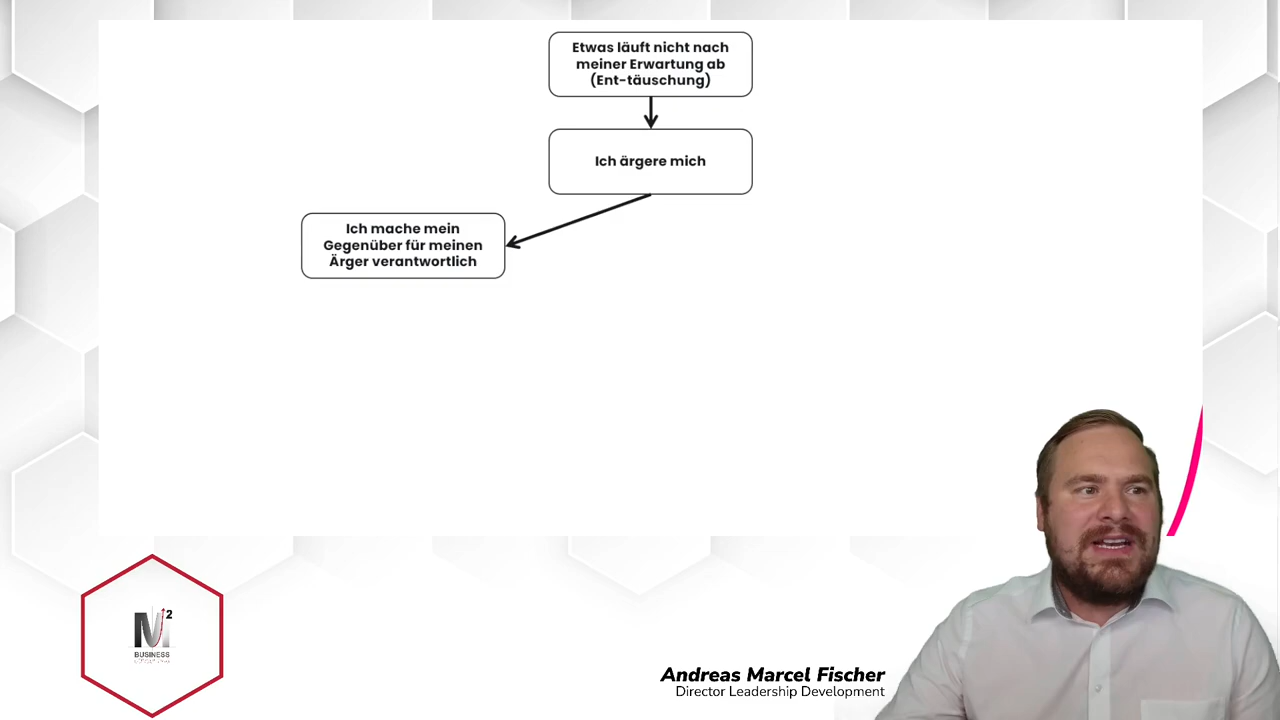 Etwas läuft nicht nach
meiner Erwartung ab
(Ent-täuschung)
Ich ärgere mich
Ich mache mein
Gegenüber für meinen
Ärger verantwortlich
M²
BUSINESS
Andreas Marcel Fischer
Director Leadership Development